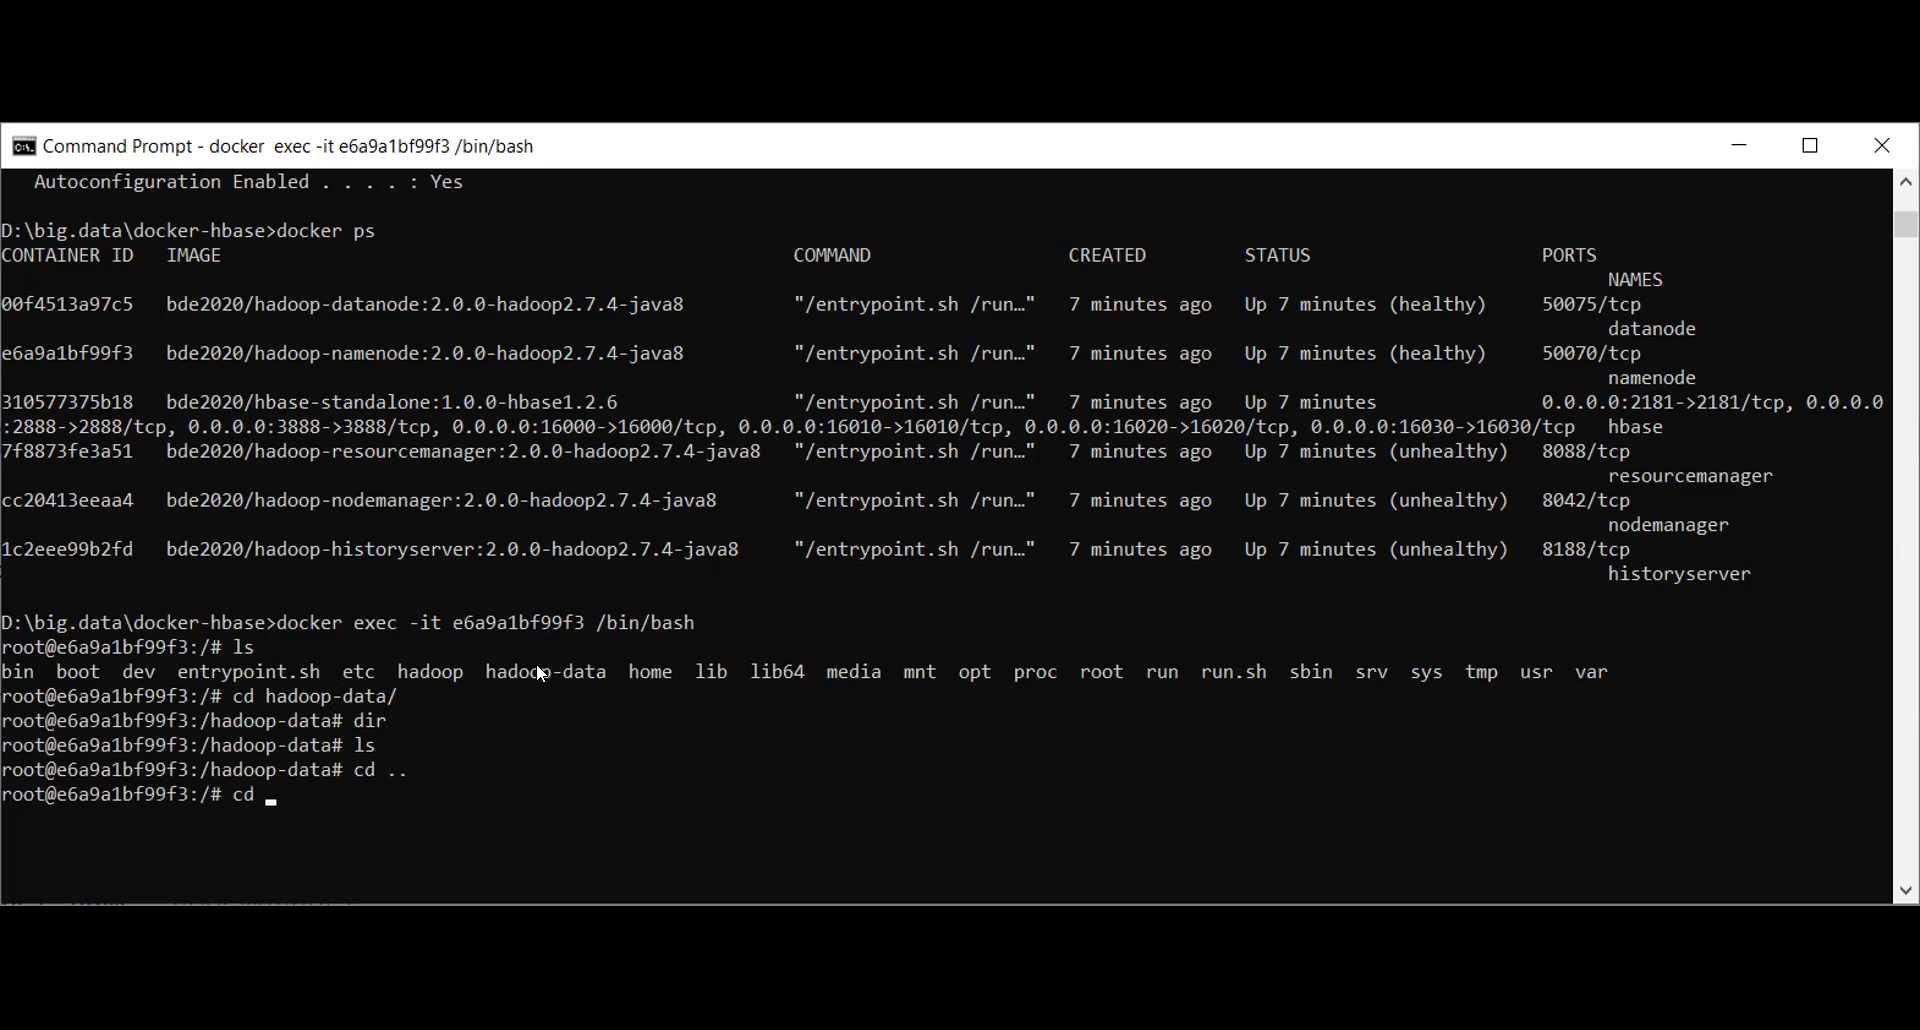 Command Prompt - docker  exec -it e6a9a1bf99f3 /bin/bash
Autoconfiguration Enabled . . . . : Yes
D:\big.data\docker-hbase>docker ps
CONTAINER ID   IMAGE   COMMAND   CREATED   STATUS   PORTS
NAMES
00f4513a97c5   bde2020/hadoop-datanode:2.0.0-hadoop2.7.4-java8   "/entrypoint.sh /run…"   7 minutes ago   Up 7 minutes (healthy)   50075/tcp
datanode
e6a9a1bf99f3   bde2020/hadoop-namenode:2.0.0-hadoop2.7.4-java8   "/entrypoint.sh /run…"   7 minutes ago   Up 7 minutes (healthy)   50070/tcp
namenode
310577375b18   bde2020/hbase-standalone:1.0.0-hbase1.2.6   "/entrypoint.sh /run…"   7 minutes ago   Up 7 minutes   0.0.0.0:2181->2181/tcp, 0.0.0.0
:2888->2888/tcp, 0.0.0.0:3888->3888/tcp, 0.0.0.0:16000->16000/tcp, 0.0.0.0:16010->16010/tcp, 0.0.0.0:16020->16020/tcp, 0.0.0.0:16030->16030/tcp   hbase
7f8873fe3a51   bde2020/hadoop-resourcemanager:2.0.0-hadoop2.7.4-java8   "/entrypoint.sh /run…"   7 minutes ago   Up 7 minutes (unhealthy)   8088/tcp
resourcemanager
cc20413eeaa4   bde2020/hadoop-nodemanager:2.0.0-hadoop2.7.4-java8   "/entrypoint.sh /run…"   7 minutes ago   Up 7 minutes (unhealthy)   8042/tcp
nodemanager
1c2eee99b2fd   bde2020/hadoop-historyserver:2.0.0-hadoop2.7.4-java8   "/entrypoint.sh /run…"   7 minutes ago   Up 7 minutes (unhealthy)   8188/tcp
historyserver
D:\big.data\docker-hbase>docker exec -it e6a9a1bf99f3 /bin/bash
root@e6a9a1bf99f3:/# ls
bin  boot  dev  entrypoint.sh  etc  hadoop  hadoop-data  home  lib  lib64  media  mnt  opt  proc  root  run  run.sh  sbin  srv  sys  tmp  usr  var
root@e6a9a1bf99f3:/# cd hadoop-data/
root@e6a9a1bf99f3:/hadoop-data# dir
root@e6a9a1bf99f3:/hadoop-data# ls
root@e6a9a1bf99f3:/hadoop-data# cd ..
root@e6a9a1bf99f3:/# cd